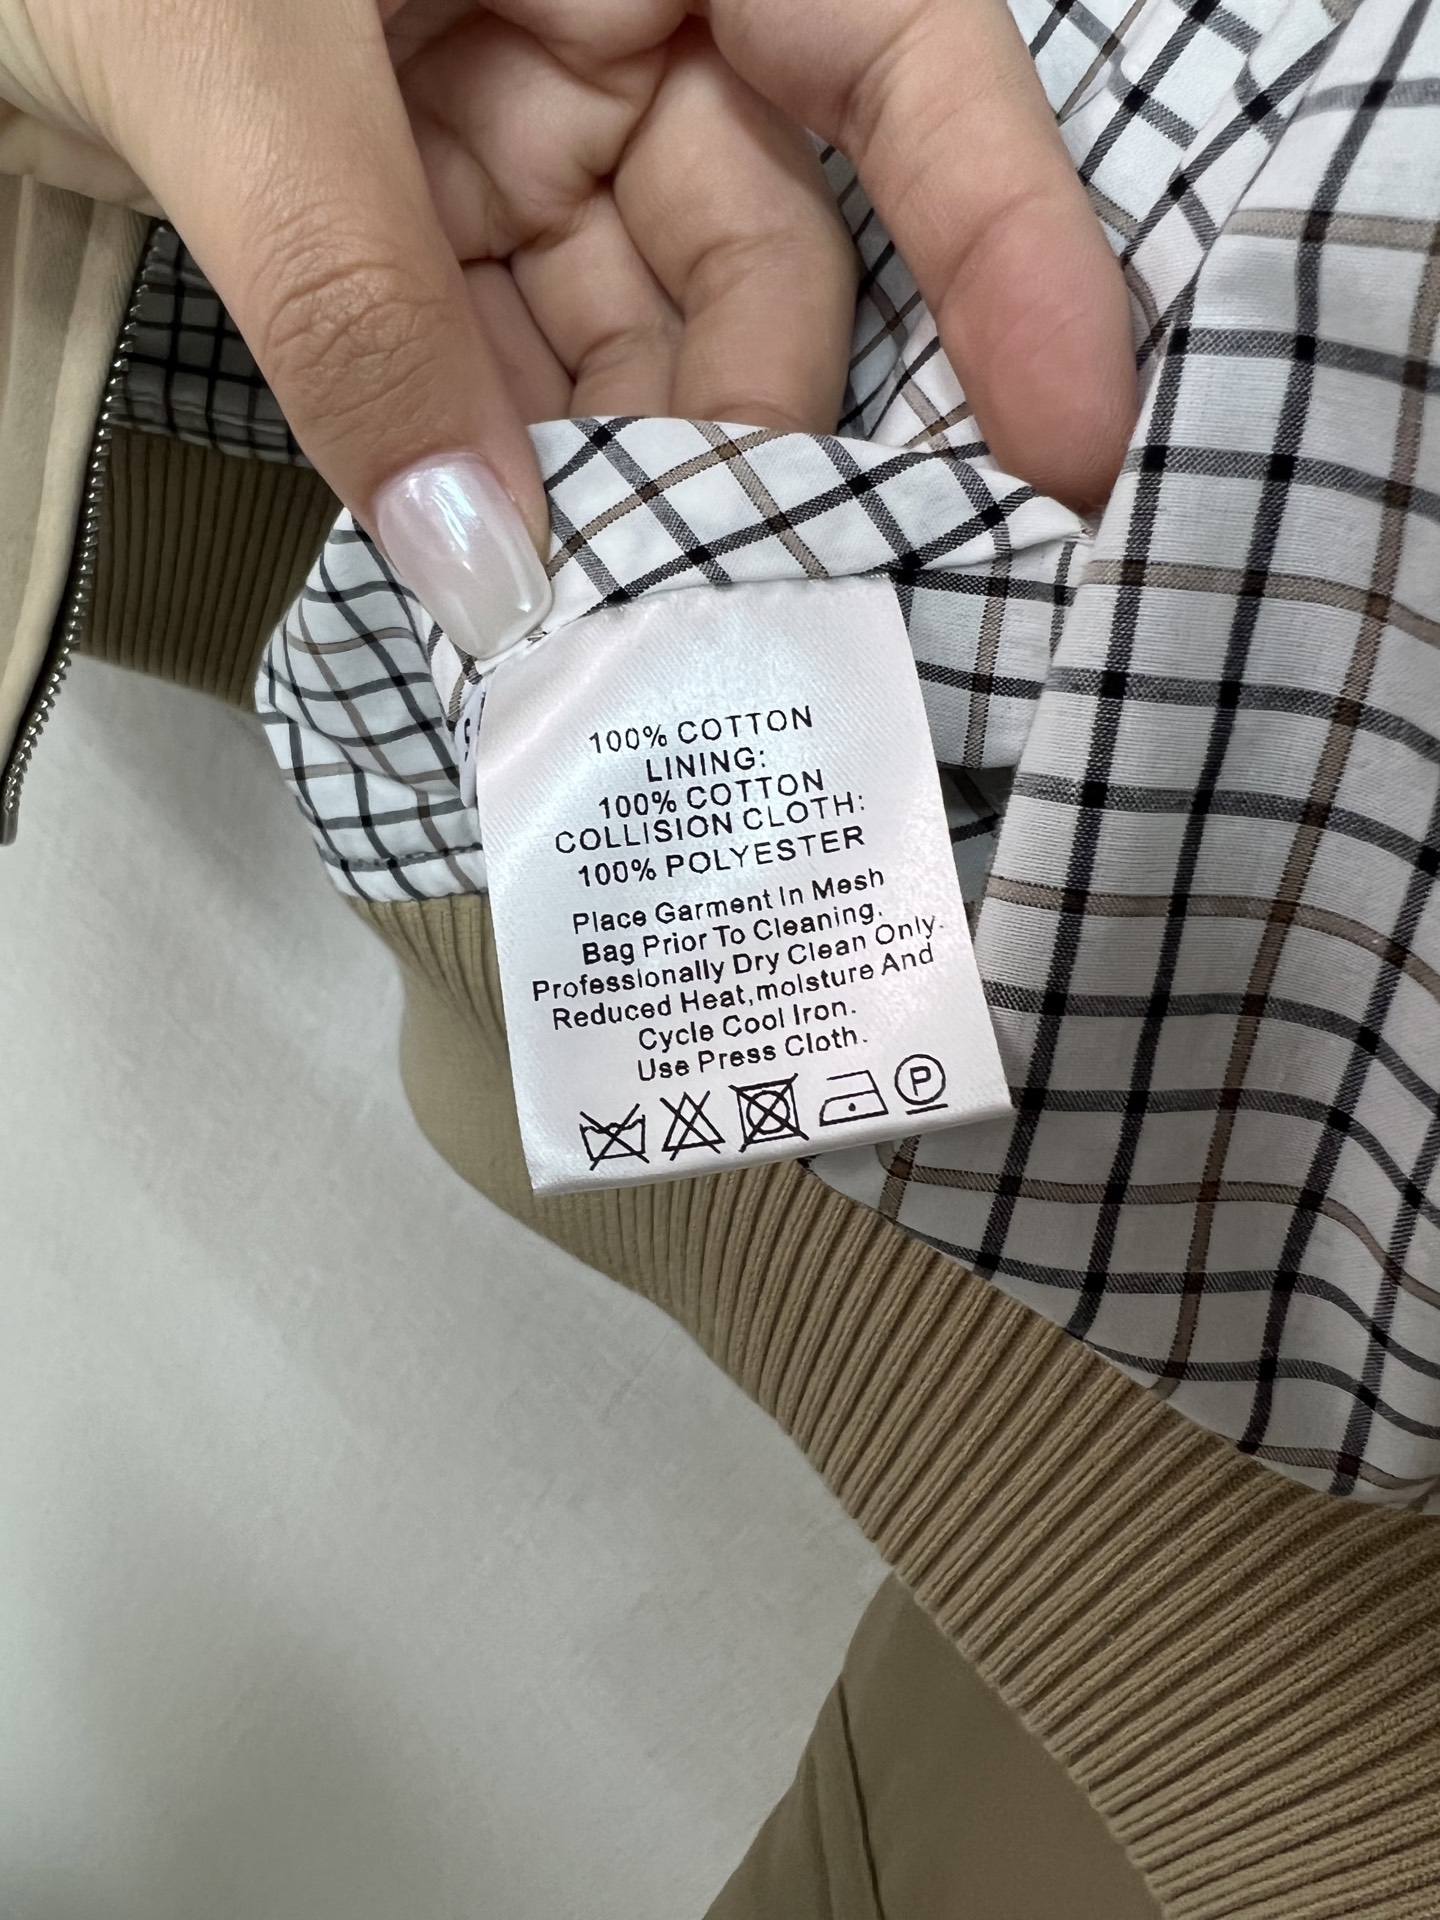 100% COTTON
LINING:
100% COTTON
COLLISION CLOTH:
100% POLYESTER
Place Garment In Mesh
Bag Prior To Cleaning.
Professionally Dry Clean Only.
Reduced Heat,moisture And
Cycle Cool Iron.
Use Press Cloth.
P